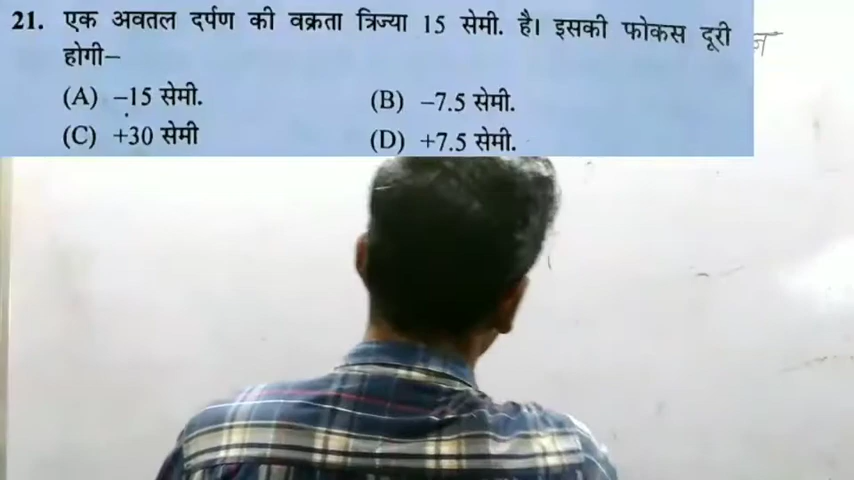 21. एक अवतल दर्पण की वक्रता त्रिज्या 15 सेमी. है। इसकी फोकस दूरी
होगी–
(A) –15 सेमी. (B) –7.5 सेमी.
(C) +30 सेमी (D) +7.5 सेमी.